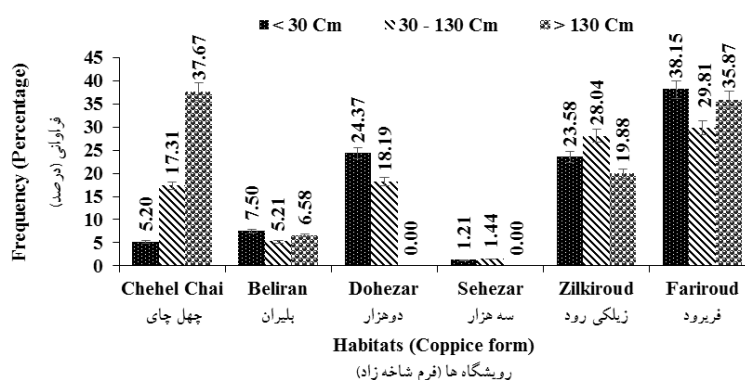 < 30 Cm 30 - 130 Cm > 130 Cm
Frequency (Percentage)
فراوانی (درصد)
45
40
35
30
25
20
15
10
5
0
5.20 17.31 37.67
7.50 5.21 6.58
24.37 18.19 0.00
1.21 1.44 0.00
23.58 28.04 19.88
38.15 29.81 35.87
Chehel Chai Beliran Dohezar Sehezar Zilkiroud Fariroud
چهل چای بلیران دوهزار سه هزار زیلکی رود فریرود
Habitats (Coppice form)
رویشگاه ها (فرم شاخه زاد)